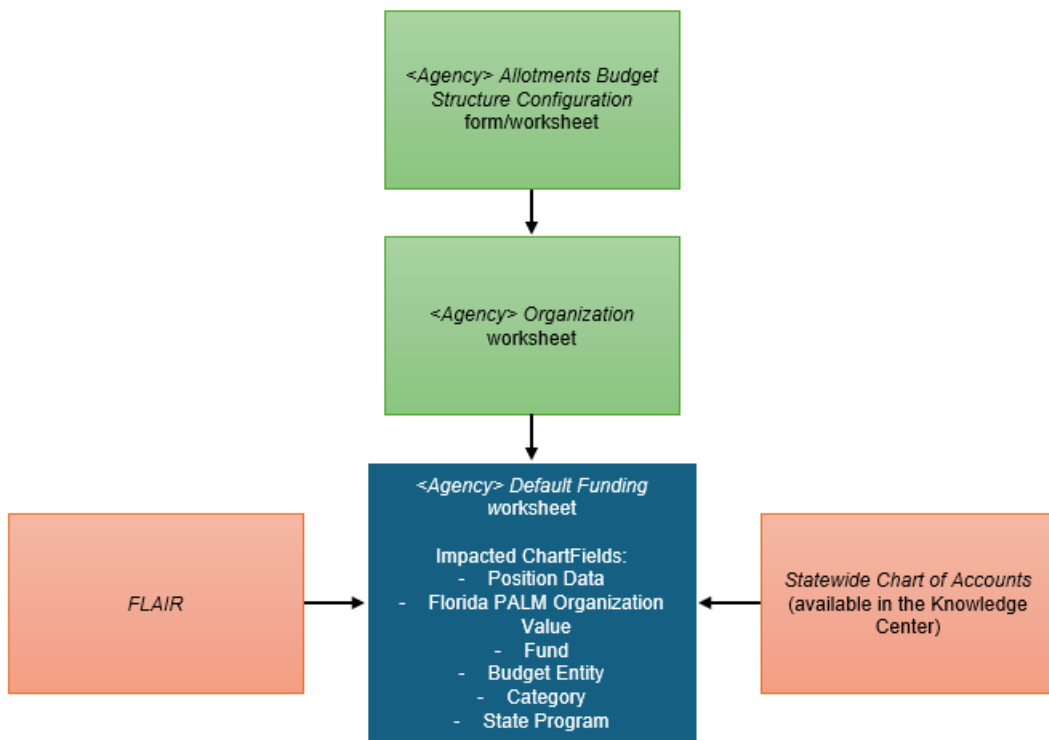 <Agency> Allotments Budget
Structure Configuration
form/worksheet
<Agency> Organization
worksheet
<Agency> Default Funding
worksheet
Impacted ChartFields:
- Position Data
- Florida PALM Organization
Value
- Fund
- Budget Entity
- Category
- State Program
FLAIR
Statewide Chart of Accounts
(available in the Knowledge
Center)